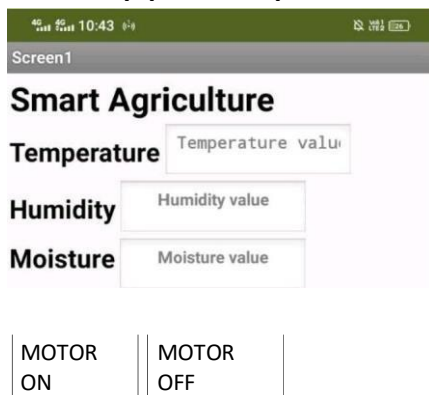 10:43
Screen1
Smart Agriculture
Temperature Temperature valu
Humidity Humidity value
Moisture Moisture value
MOTOR ON MOTOR OFF